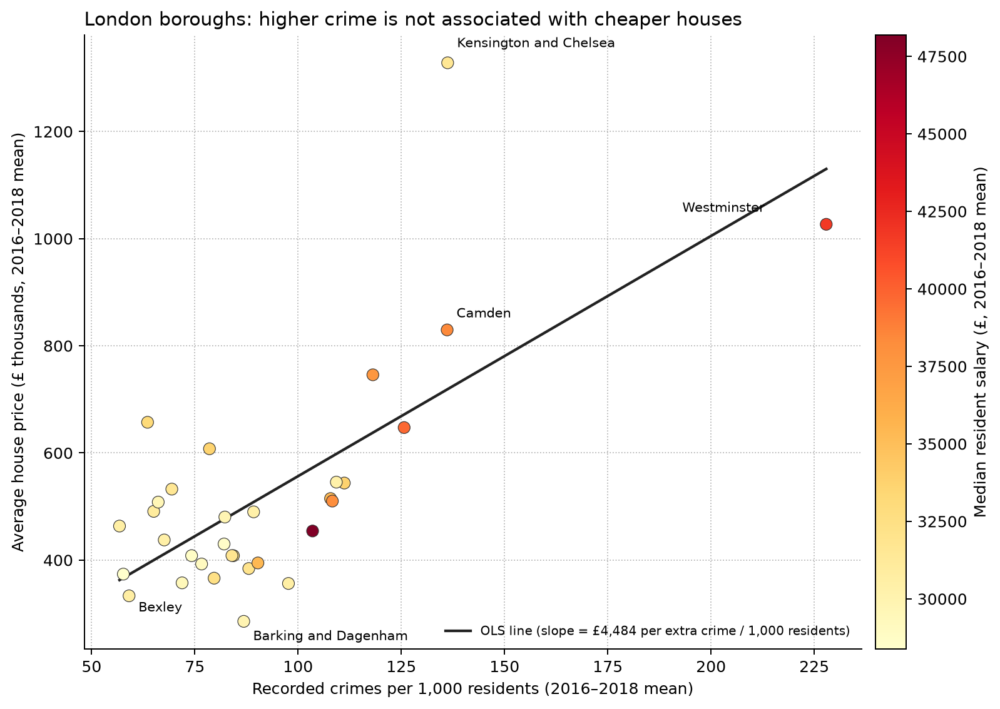 London boroughs: higher crime is not associated with cheaper houses
Kensington and Chelsea
Westminster
Camden
Bexley
Barking and Dagenham
OLS line (slope = £4,484 per extra crime / 1,000 residents)
1200
1000
800
600
400
Average house price (£ thousands, 2016–2018 mean)
50
75
100
125
150
175
200
225
Recorded crimes per 1,000 residents (2016–2018 mean)
47500
45000
42500
40000
37500
35000
32500
30000
Median resident salary (£, 2016–2018 mean)